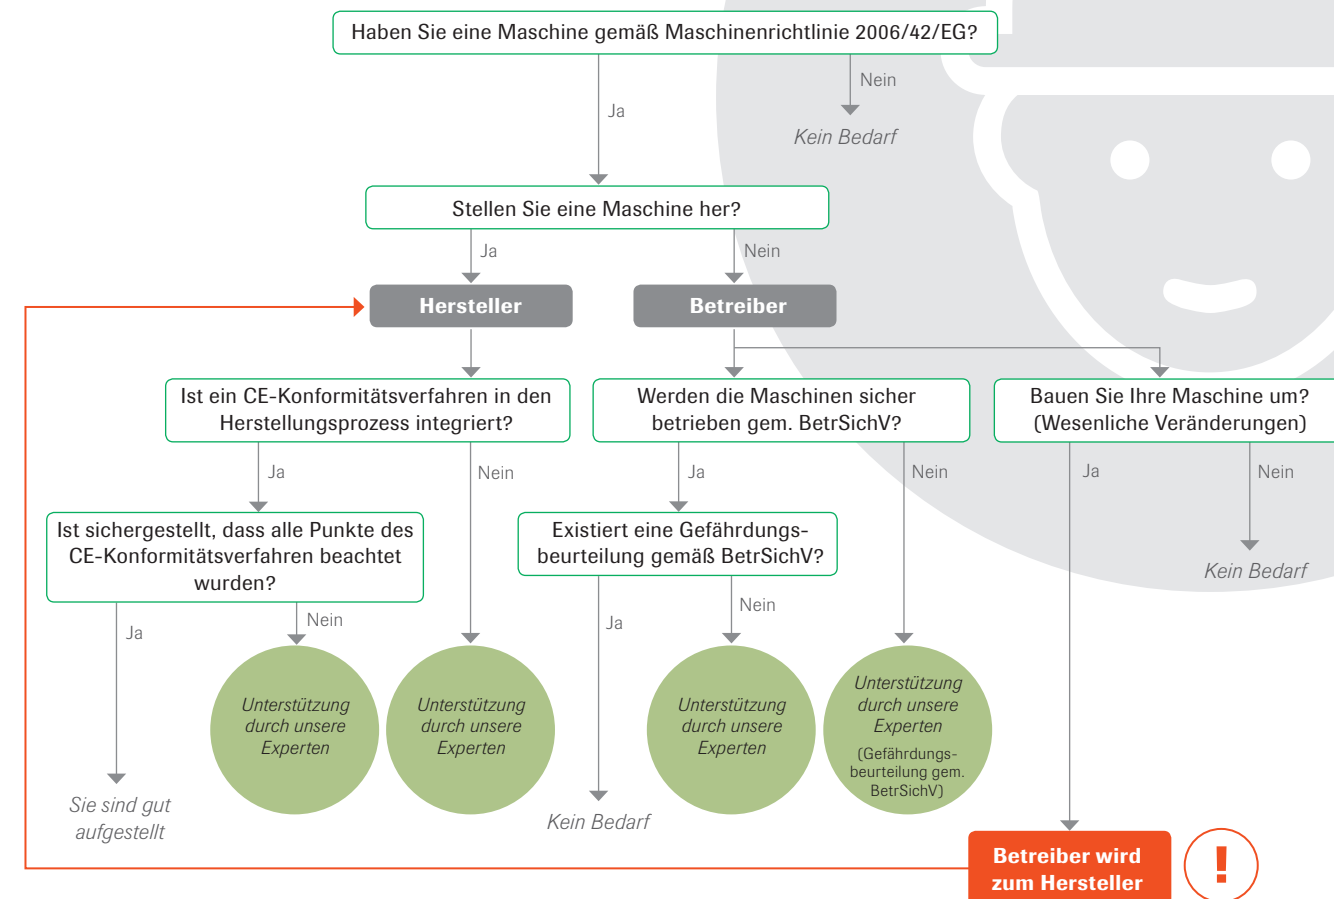 Haben Sie eine Maschine gemäß Maschinenrichtlinie 2006/42/EG?
Ja
Nein
Kein Bedarf
Stellen Sie eine Maschine her?
Ja
Nein
Hersteller
Betreiber
Ist ein CE-Konformitätsverfahren in den
Herstellungsprozess integriert?
Werden die Maschinen sicher
betrieben gem. BetrSichV?
Bauen Sie Ihre Maschine um?
(Wesenliche Veränderungen)
Ja
Nein
Ja
Nein
Ja
Nein
Ist sichergestellt, dass alle Punkte des
CE-Konformitätsverfahren beachtet
wurden?
Existiert eine Gefährdungs-
beurteilung gemäß BetrSichV?
Kein Bedarf
Ja
Nein
Ja
Nein
Unterstützung
durch unsere
Experten
Unterstützung
durch unsere
Experten
Unterstützung
durch unsere
Experten
Unterstützung
durch unsere
Experten
(Gefährdungs-
beurteilung gem.
BetrSichV)
Sie sind gut
aufgestellt
Kein Bedarf
Betreiber wird
zum Hersteller
!